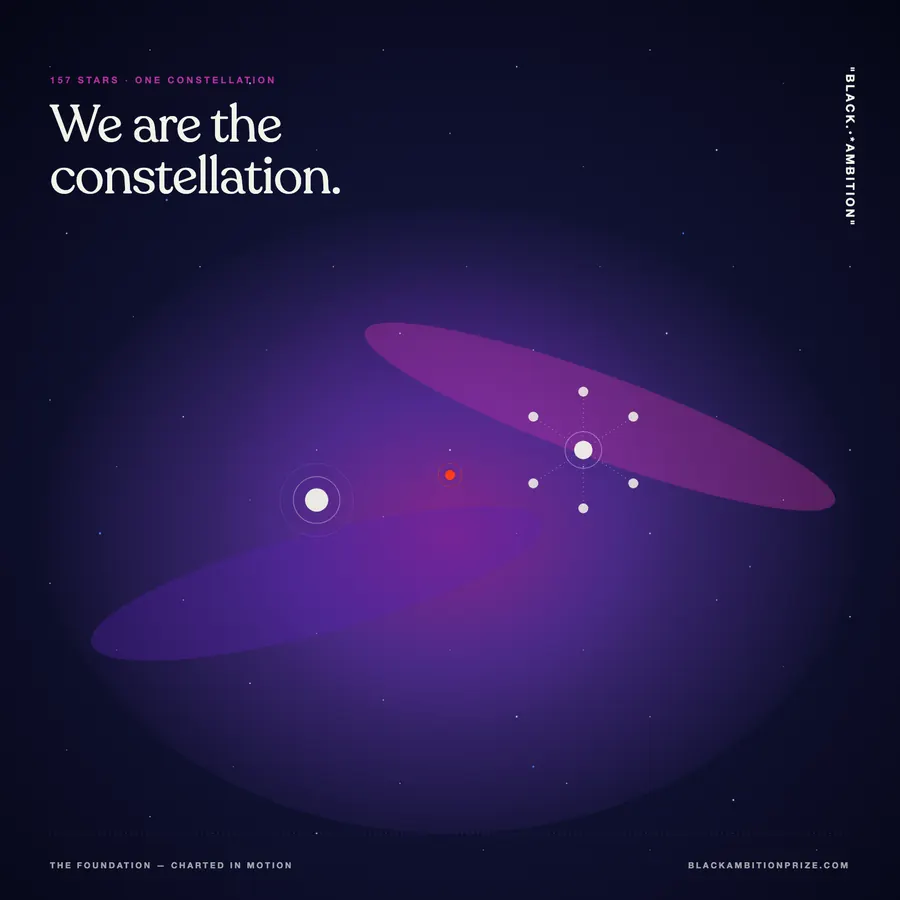 157 STARS · ONE CONSTELLATION
We are the
constellation.
"BLACK.·*AMBITION"
THE FOUNDATION — CHARTED IN MOTION
BLACKAMBITIONPRIZE.COM